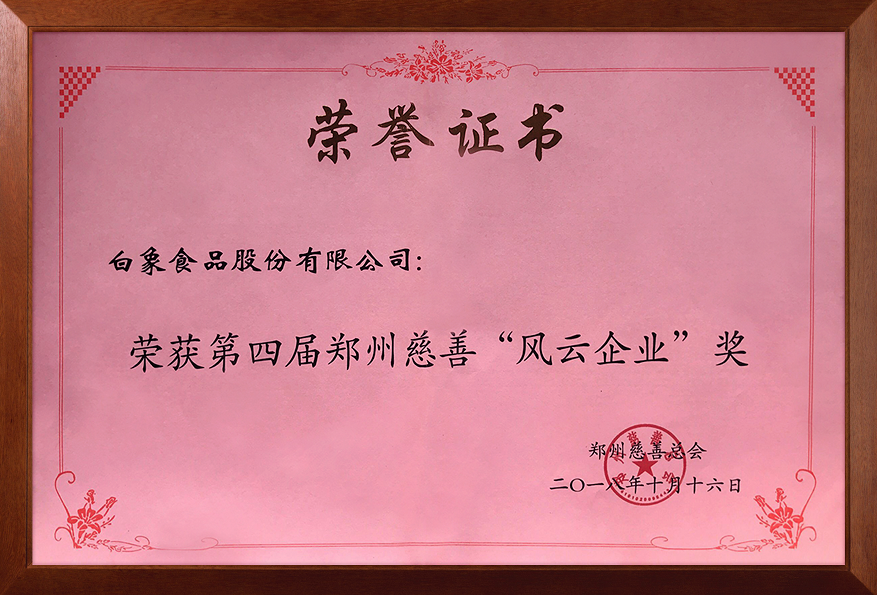 荣誉证书
白象食品股份有限公司：
荣获第四届郑州慈善“风云企业”奖
郑州慈善总会
二〇一八年十月十六日